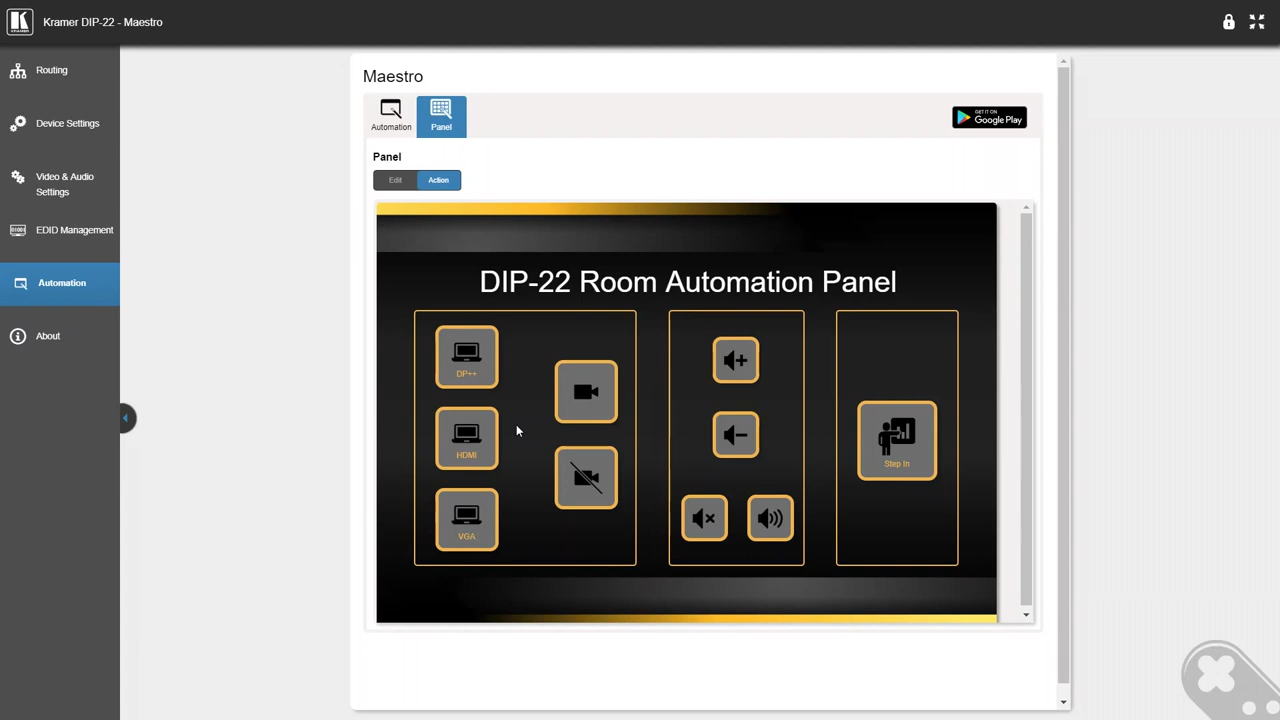 KRAMER
Kramer DIP-22 - Maestro
Routing
Device Settings
Video & Audio
Settings
EDID Management
Automation
About
Maestro
Automation
Panel
GET IT ON
Google Play
Panel
Edit
Action
DIP-22 Room Automation Panel
DP++
HDMI
VGA
Step In